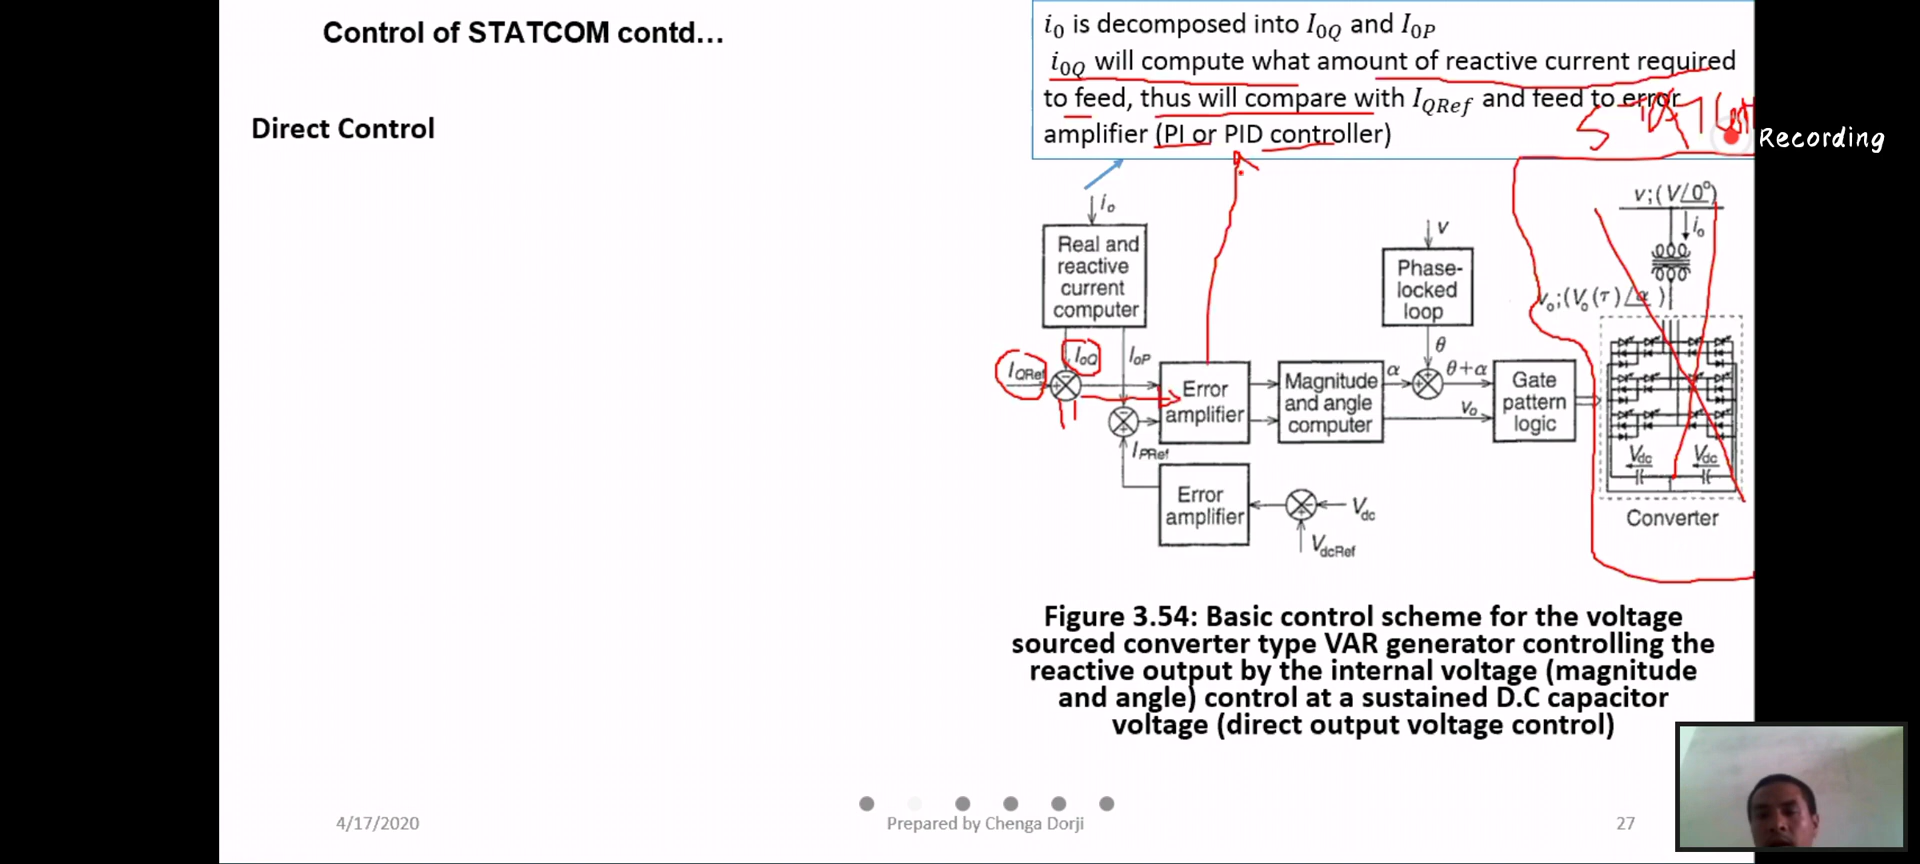 Control of STATCOM contd...
Direct Control
i0 is decomposed into I0Q and I0P
i0Q will compute what amount of reactive current required
to feed, thus will compare with IQRef and feed to error
amplifier (PI or PID controller)
Recording
io
Real and
reactive
current
computer
IQRef
IoQ
IoP
Error
amplifier
IPRef
Error
amplifier
Vdc
VdcRef
Magnitude
and angle
computer
v
Phase-
locked
loop
θ
α
θ+α
Vo
Gate
pattern
logic
v;(V/0°)
io
vo;(Vo(τ)/α)
Vdc
Vdc
Converter
Figure 3.54: Basic control scheme for the voltage
sourced converter type VAR generator controlling the
reactive output by the internal voltage (magnitude
and angle) control at a sustained D.C capacitor
voltage (direct output voltage control)
4/17/2020
Prepared by Chenga Dorji
27